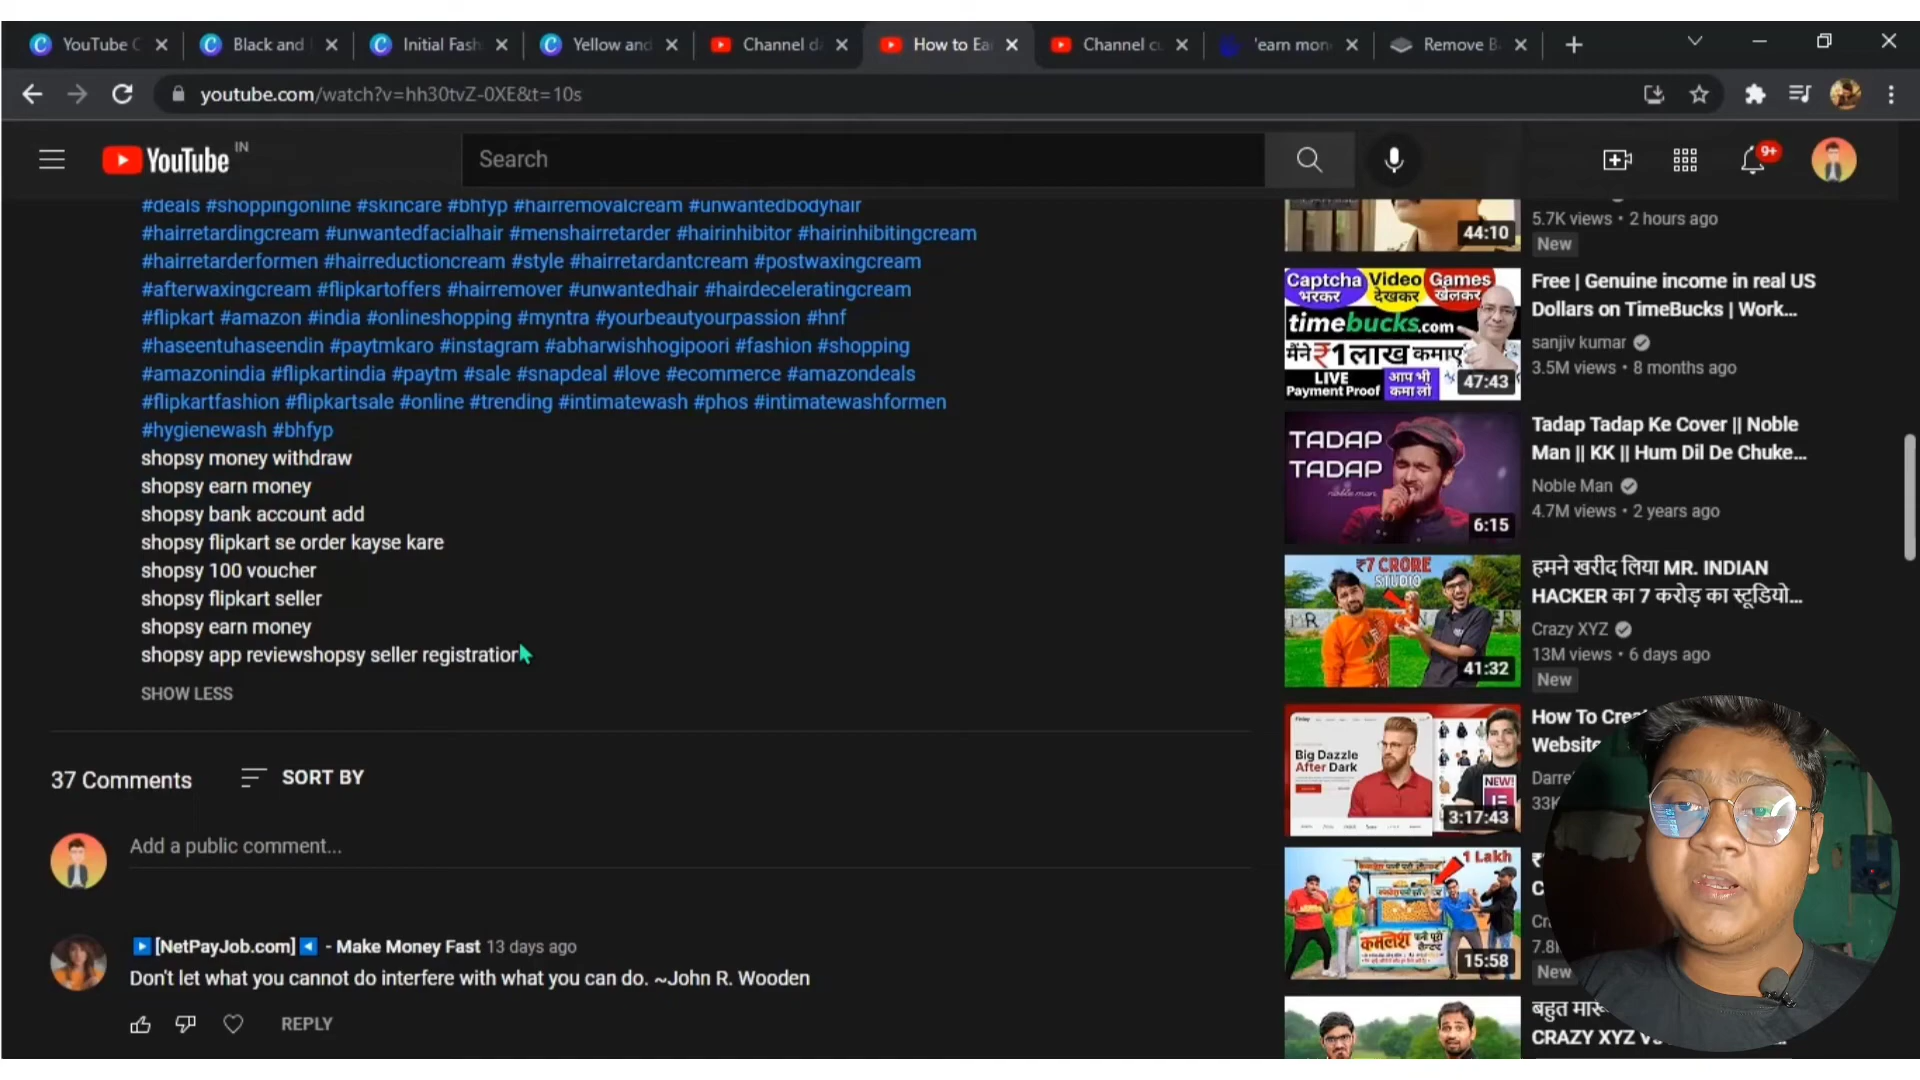 YouTube C
Black and
Initial Fash
Yellow and
Channel d
How to Ea
Channel c
'earn mon
Remove B
youtube.com/watch?v=hh30tvZ-0XE&t=10s
YouTube IN
Search
9+
#deals #shoppingonline #skincare #bhfyp #hairremovalcream #unwantedbodyhair
#hairretardingcream #unwantedfacialhair #menshairretarder #hairinhibitor #hairinhibitingcream
#hairretarderformen #hairreductioncream #style #hairretardantcream #postwaxingcream
#afterwaxingcream #flipkartoffers #hairremover #unwantedhair #hairdeceleratingcream
#flipkart #amazon #india #onlineshopping #myntra #yourbeautyourpassion #hnf
#haseentuhaseendin #paytmkaro #instagram #abharwishhogipoori #fashion #shopping
#amazonindia #flipkartindia #paytm #sale #snapdeal #love #ecommerce #amazondeals
#flipkartfashion #flipkartsale #online #trending #intimatewash #phos #intimatewashformen
#hygienewash #bhfyp
shopsy money withdraw
shopsy earn money
shopsy bank account add
shopsy flipkart se order kayse kare
shopsy 100 voucher
shopsy flipkart seller
shopsy earn money
shopsy app reviewshopsy seller registration
SHOW LESS
37 Comments
SORT BY
Add a public comment...
[NetPayJob.com] - Make Money Fast 13 days ago
Don't let what you cannot do interfere with what you can do. ~John R. Wooden
REPLY
44:10
5.7K views • 2 hours ago
New
Captcha Video Games
भरकर देखकर खेलकर
timebucks.com
मैंने ₹1 लाख कमाए
LIVE आप भी
Payment Proof कमा लो
47:43
Free | Genuine income in real US
Dollars on TimeBucks | Work...
sanjiv kumar
3.5M views • 8 months ago
TADAP
TADAP
noble man
6:15
Tadap Tadap Ke Cover || Noble
Man || KK || Hum Dil De Chuke...
Noble Man
4.7M views • 2 years ago
₹7 CRORE
STUDIO
41:32
हमने खरीद लिया MR. INDIAN
HACKER का 7 करोड़ का स्टूडियो...
Crazy XYZ
13M views • 6 days ago
New
Big Dazzle
After Dark
NEW!
3:17:43
How To Crea
Website
Darre
33K
1 Lakh
कमलेश पानी पूरी सेन्टर
15:58
₹
C
Cr
7.8
New
बहुत मार
CRAZY XYZ V